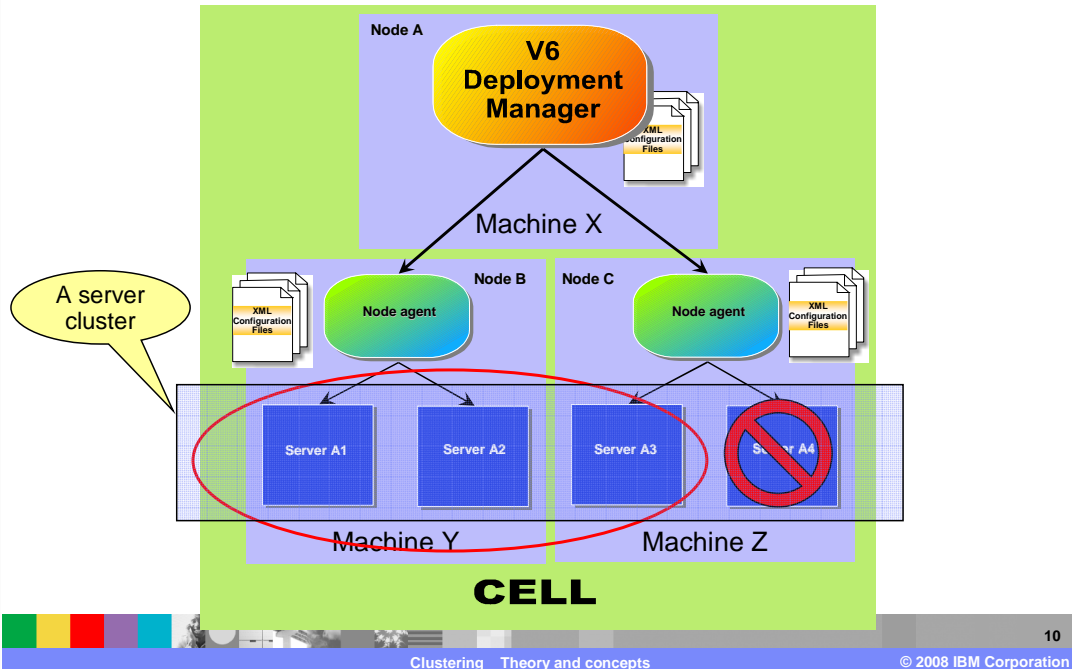 Node A
V6
Deployment
Manager
XML
Configuration
Files
Machine X
A server
cluster
XML
Configuration
Files
Node agent
Node B
Node C
Node agent
XML
Configuration
Files
Server A1
Server A2
Server A3
Server A4
Machine Y
Machine Z
CELL
10
Clustering Theory and concepts
© 2008 IBM Corporation